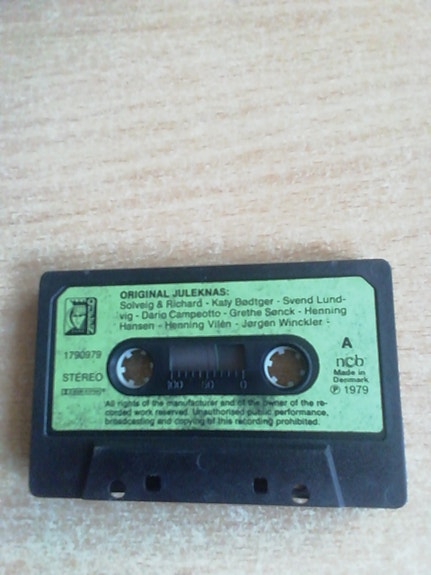 ORIGINAL JULEKNAS:
Solveig & Richard - Katy Bødtger - Svend Lund-
vig - Dario Campeotto - Grethe Sønck - Henning
Hansen - Henning Vilén - Jørgen Winckler -
A
1790979
STEREO
100 50 0
ncb
Made in
Denmark
℗ 1979
All rights of the manufacturer and of the owner of the re-
corded work reserved. Unauthorised public performance,
broadcasting and copying of this recording prohibited.